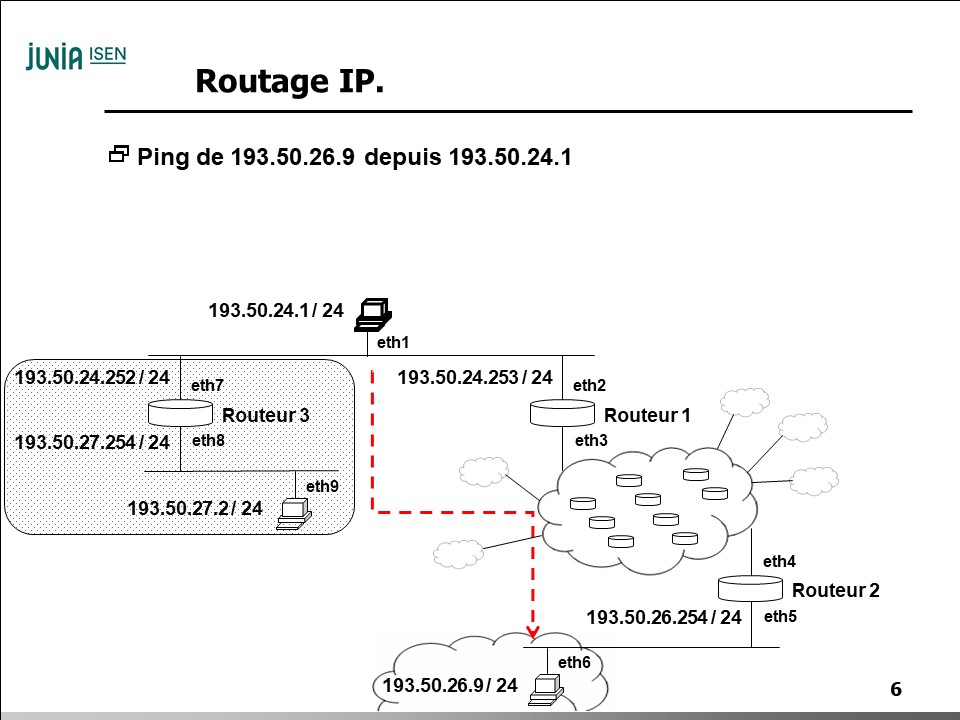 JUNIA ISEN
Routage IP.
Ping de 193.50.26.9 depuis 193.50.24.1
193.50.24.1 / 24
eth1
193.50.24.252 / 24
eth7
193.50.24.253 / 24
eth2
Routeur 3
Routeur 1
193.50.27.254 / 24
eth8
eth3
eth9
193.50.27.2 / 24
eth4
Routeur 2
193.50.26.254 / 24
eth5
eth6
193.50.26.9 / 24
6